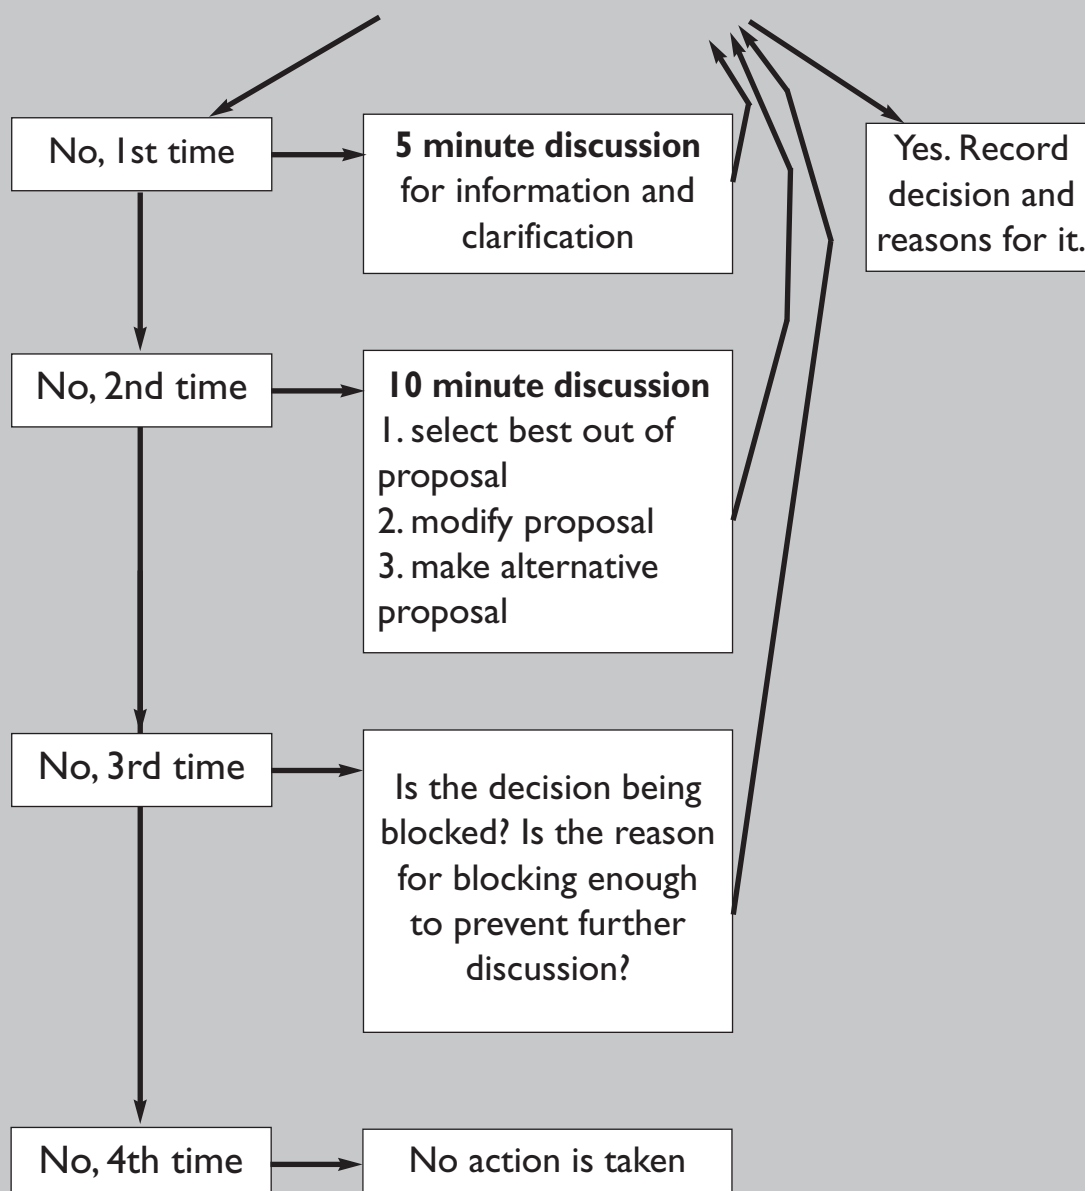 No, 1st time
5 minute discussion
for information and
clarification
Yes. Record
decision and
reasons for it.
No, 2nd time
10 minute discussion
1. select best out of
proposal
2. modify proposal
3. make alternative
proposal
No, 3rd time
Is the decision being
blocked? Is the reason
for blocking enough
to prevent further
discussion?
No, 4th time
No action is taken